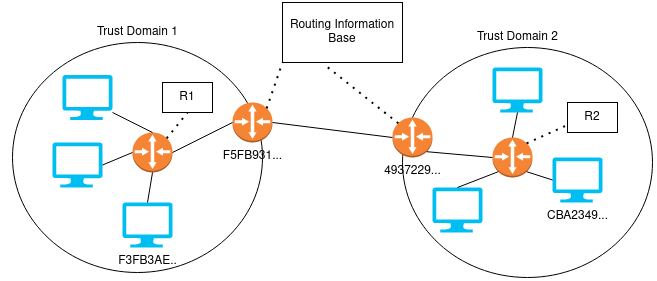 Trust Domain 1
Routing Information
Base
Trust Domain 2
R1
R2
F5FB931...
4937229...
CBA2349...
F3FB3AE..